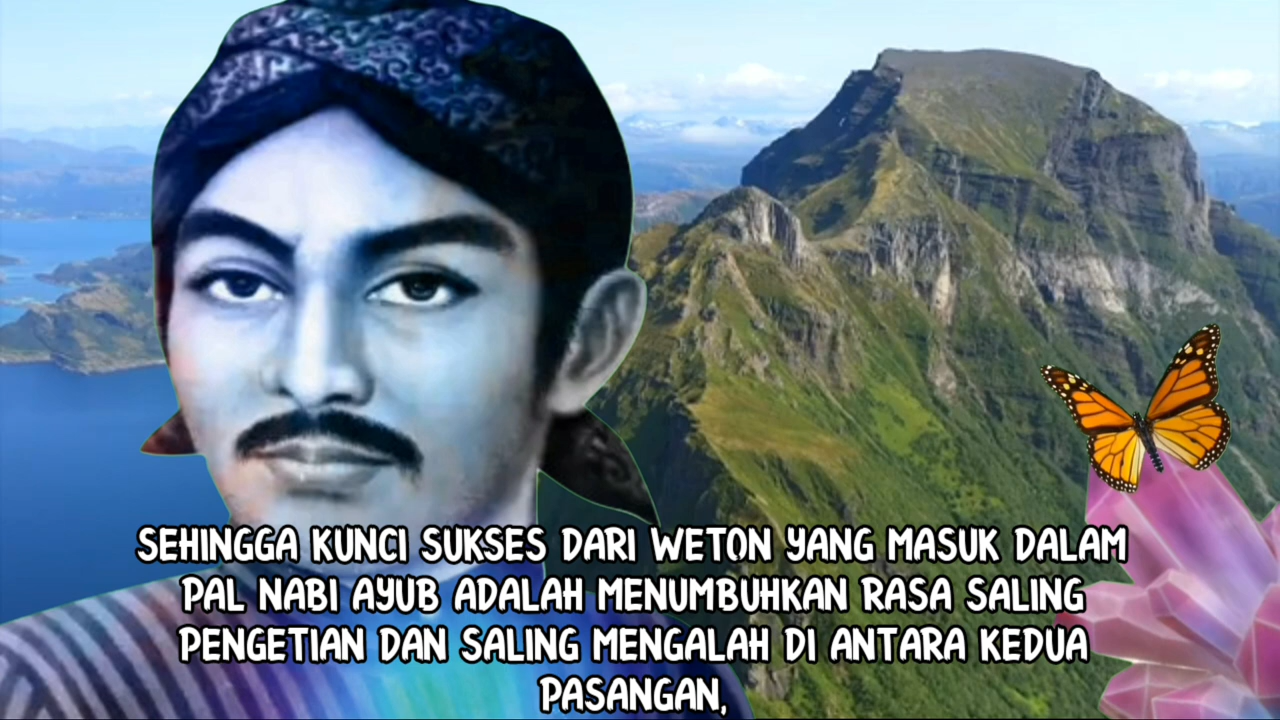 SEHINGGA KUNCI SUKSES DARI WETON YANG MASUK DALAM
PAL NABI AYUB ADALAH MENUMBUHKAN RASA SALING
PENGETIAN DAN SALING MENGALAH DI ANTARA KEDUA
PASANGAN,